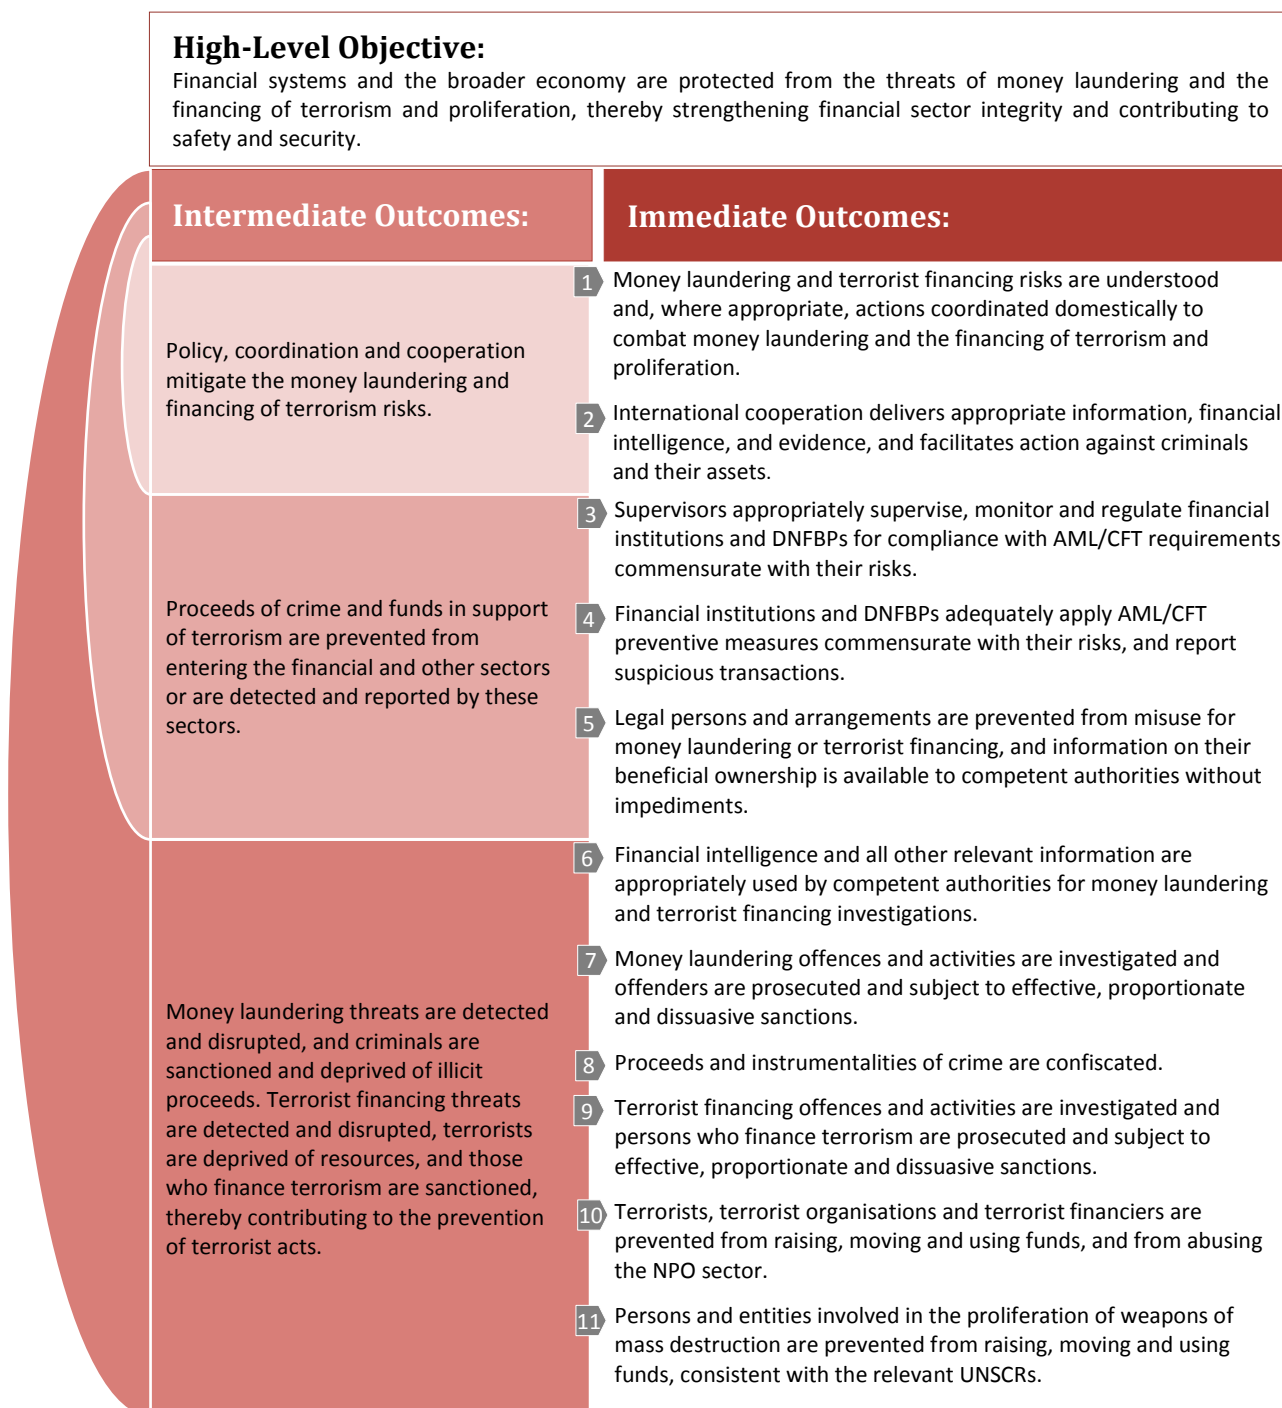 High-Level Objective:
Financial systems and the broader economy are protected from the threats of money laundering and the
financing of terrorism and proliferation, thereby strengthening financial sector integrity and contributing to
safety and security.
Intermediate Outcomes:
Immediate Outcomes:
Policy, coordination and cooperation
mitigate the money laundering and
financing of terrorism risks.
1
Money laundering and terrorist financing risks are understood
and, where appropriate, actions coordinated domestically to
combat money laundering and the financing of terrorism and
proliferation.
2
International cooperation delivers appropriate information, financial
intelligence, and evidence, and facilitates action against criminals
and their assets.
Proceeds of crime and funds in support
of terrorism are prevented from
entering the financial and other sectors
or are detected and reported by these
sectors.
3
Supervisors appropriately supervise, monitor and regulate financial
institutions and DNFBPs for compliance with AML/CFT requirements
commensurate with their risks.
4
Financial institutions and DNFBPs adequately apply AML/CFT
preventive measures commensurate with their risks, and report
suspicious transactions.
5
Legal persons and arrangements are prevented from misuse for
money laundering or terrorist financing, and information on their
beneficial ownership is available to competent authorities without
impediments.
Money laundering threats are detected
and disrupted, and criminals are
sanctioned and deprived of illicit
proceeds. Terrorist financing threats
are detected and disrupted, terrorists
are deprived of resources, and those
who finance terrorism are sanctioned,
thereby contributing to the prevention
of terrorist acts.
6
Financial intelligence and all other relevant information are
appropriately used by competent authorities for money laundering
and terrorist financing investigations.
7
Money laundering offences and activities are investigated and
offenders are prosecuted and subject to effective, proportionate
and dissuasive sanctions.
8
Proceeds and instrumentalities of crime are confiscated.
9
Terrorist financing offences and activities are investigated and
persons who finance terrorism are prosecuted and subject to
effective, proportionate and dissuasive sanctions.
10
Terrorists, terrorist organisations and terrorist financiers are
prevented from raising, moving and using funds, and from abusing
the NPO sector.
11
Persons and entities involved in the proliferation of weapons of
mass destruction are prevented from raising, moving and using
funds, consistent with the relevant UNSCRs.